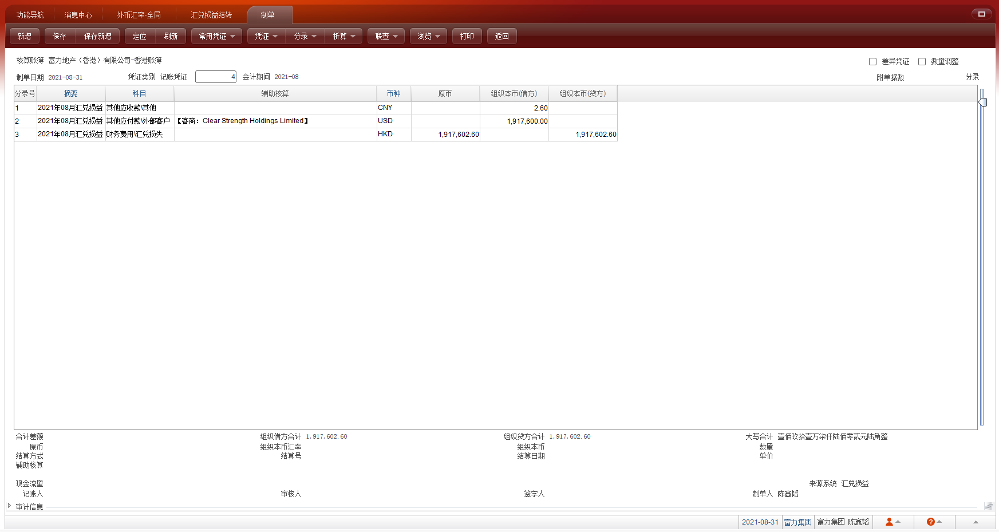 功能导航 消息中心 外币汇率-全局 汇兑损益结转 制单
新增 保存 保存新增 定位 刷新 常用凭证 凭证 分录 折算 联查 浏览 打印 返回
核算账簿 富力地产（香港）有限公司-香港账簿 差异凭证 数量调整
制单日期 2021-08-31 凭证类别 记账凭证 4 会计期间 2021-08 附单据数 分录
分录号 摘要 科目 辅助核算 币种 原币 组织本币(借方) 组织本币(贷方)
1 2021年08月汇兑损益 其他应收款\其他 CNY 2.60
2 2021年08月汇兑损益 其他应付款\外部客户 【客商：Clear Strength Holdings Limited】 USD 1,917,600.00
3 2021年08月汇兑损益 财务费用\汇兑损失 HKD 1,917,602.60 1,917,602.60
合计差额 组织借方合计 1,917,602.60 组织贷方合计 1,917,602.60 大写合计 壹佰玖拾壹万柒仟陆佰零贰元陆角整
原币 组织本币汇率 组织本币 数量
结算方式 结算号 结算日期 单价
辅助核算
现金流量 来源系统 汇兑损益
记账人 审核人 签字人 制单人 陈鑫韬
审计信息
2021-08-31 富力集团 富力集团 陈鑫韬